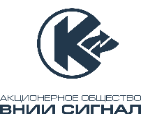 АКЦИОНЕРНОЕ ОБЩЕСТВО
ВНИИ СИГНАЛ